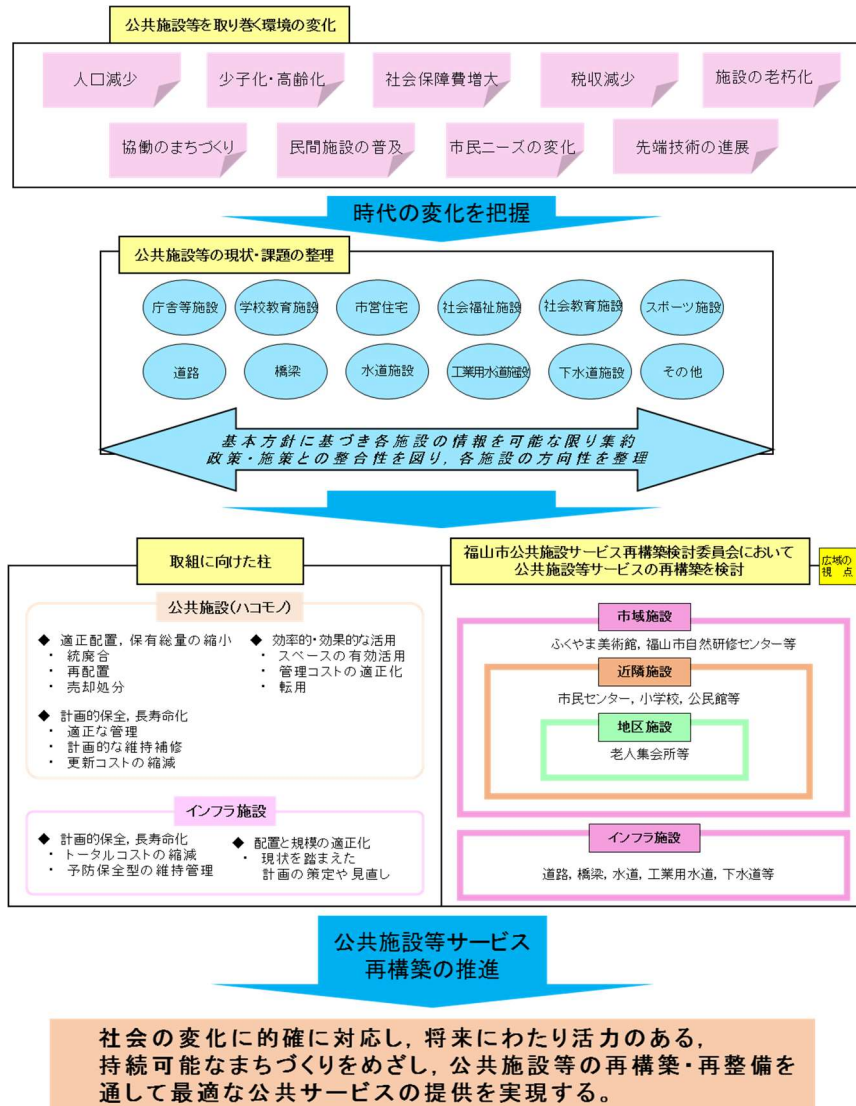 公共施設等を取り巻く環境の変化
人口減少
少子化・高齢化
社会保障費増大
税収減少
施設の老朽化
協働のまちづくり
民間施設の普及
市民ニーズの変化
先端技術の進展
時代の変化を把握
公共施設等の現状・課題の整理
庁舎等施設
学校教育施設
市営住宅
社会福祉施設
社会教育施設
スポーツ施設
道路
橋梁
水道施設
工業用水道施設
下水道施設
その他
基本方針に基づき各施設の情報を可能な限り集約
政策・施策との整合性を図り，各施設の方向性を整理
取組に向けた柱
公共施設（ハコモノ）
◆ 適正配置，保有総量の縮小
・ 統廃合
・ 再配置
・ 売却処分
◆ 計画的保全，長寿命化
・ 適正な管理
・ 計画的な維持補修
・ 更新コストの縮減
◆ 効率的・効果的な活用
・ スペースの有効活用
・ 管理コストの適正化
・ 転用
インフラ施設
◆ 計画的保全，長寿命化
・ トータルコストの縮減
・ 予防保全型の維持管理
◆ 配置と規模の適正化
・ 現状を踏まえた
計画の策定や見直し
福山市公共施設サービス再構築検討委員会において
公共施設等サービスの再構築を検討
広域の
視 点
市域施設
ふくやま美術館，福山市自然研修センター等
近隣施設
市民センター，小学校，公民館等
地区施設
老人集会所等
インフラ施設
道路，橋梁，水道，工業用水道，下水道等
公共施設等サービス
再構築の推進
社会の変化に的確に対応し，将来にわたり活力のある，
持続可能なまちづくりをめざし，公共施設等の再構築・再整備を
通して最適な公共サービスの提供を実現する。